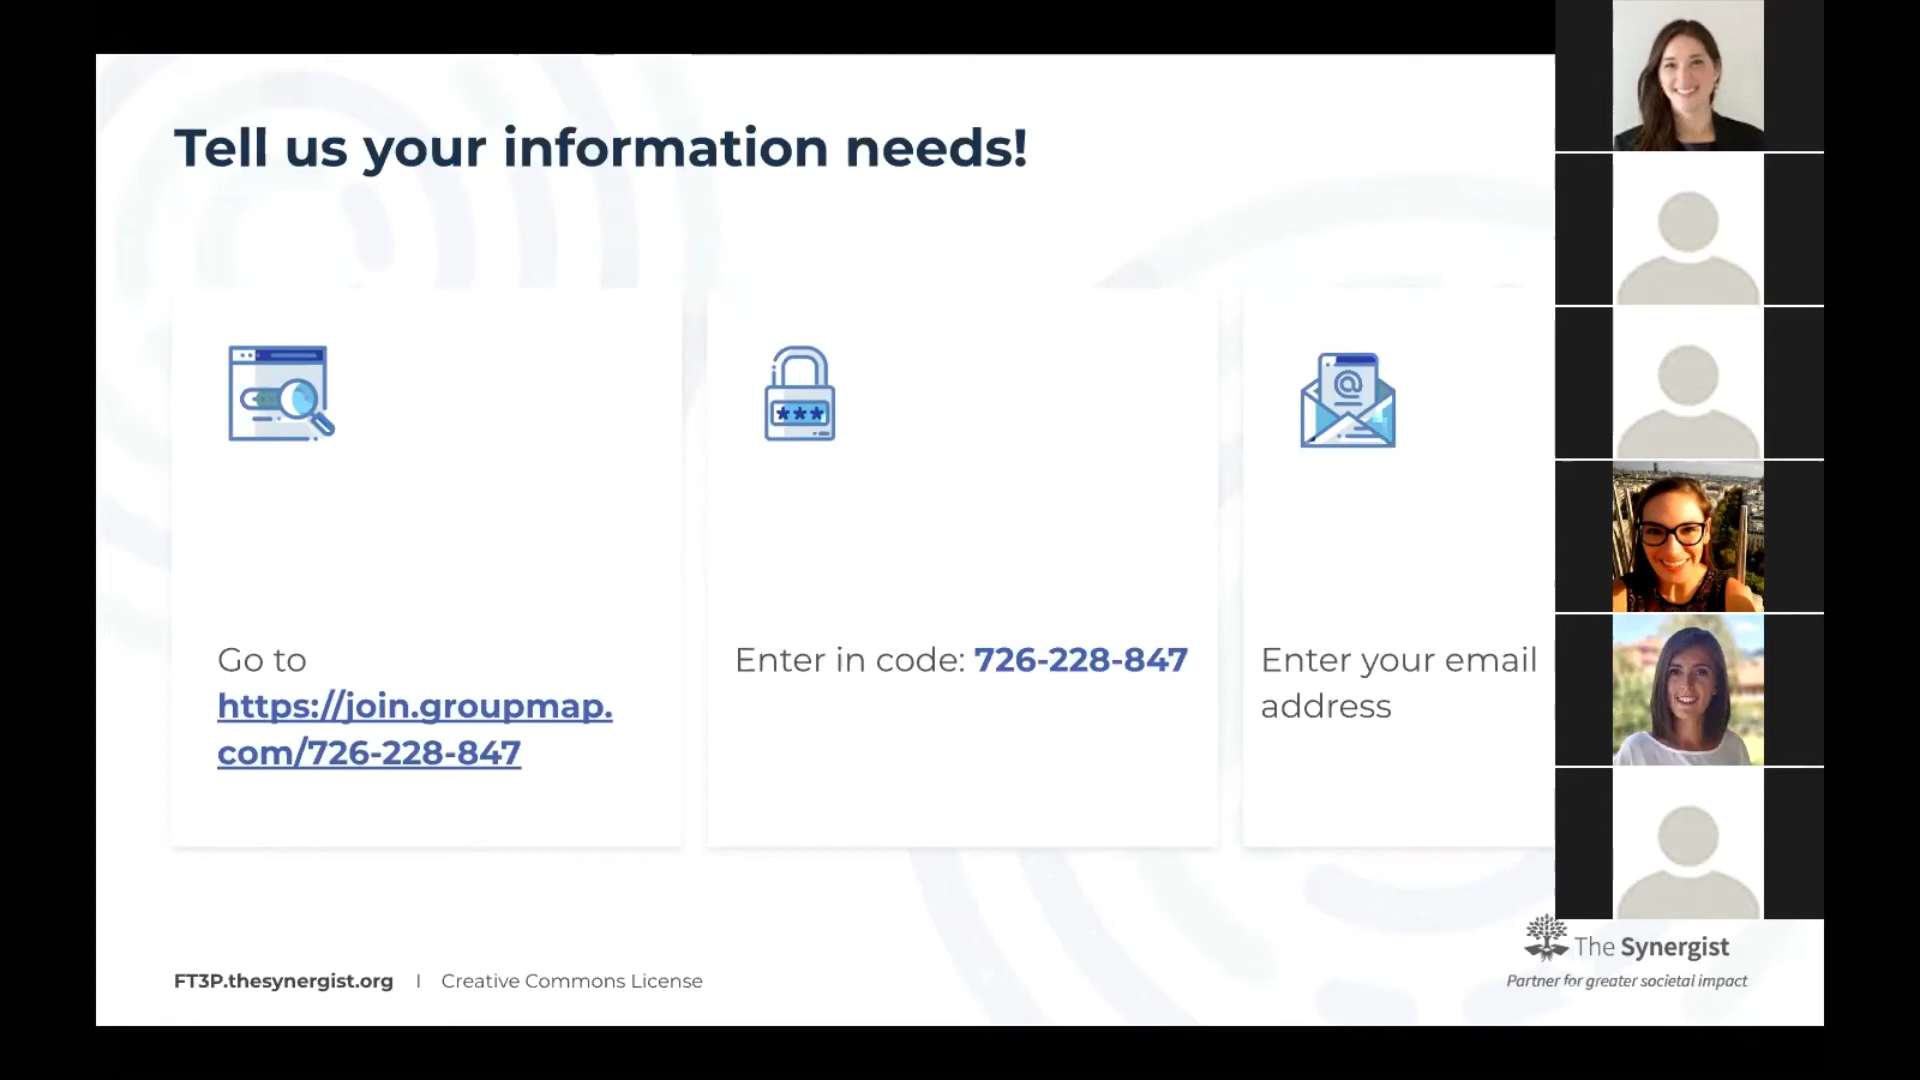 Tell us your information needs!
***
@
Go to
https://join.groupmap.
com/726-228-847
Enter in code: 726-228-847
Enter your email
address
FT3P.thesynergist.org | Creative Commons License
The Synergist
Partner for greater societal impact